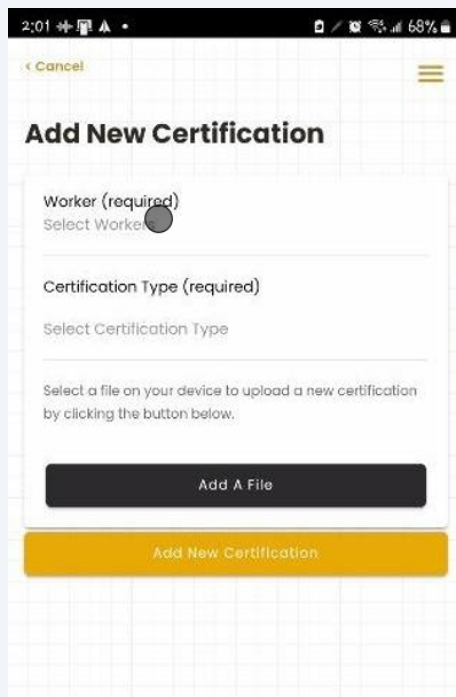 2:01
68%
< Cancel
Add New Certification
Worker (required)
Select Workers
Certification Type (required)
Select Certification Type
Select a file on your device to upload a new certification
by clicking the button below.
Add A File
Add New Certification